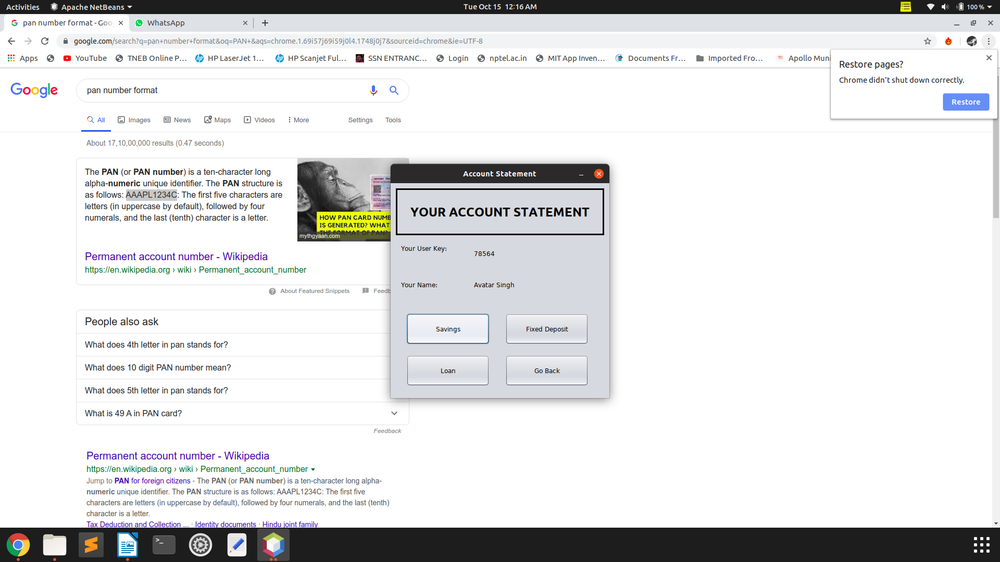 Activities
Apache NetBeans
Tue Oct 15 12:16 AM
100 %
pan number format - Goo
WhatsApp
google.com/search?q=pan+number+format&oq=PAN+&aqs=chrome.1.69i57j69i59j0l4.1748j0j7&sourceid=chrome&ie=UTF-8
Apps
YouTube
TNEB Online P...
HP LaserJet 1...
HP Scanjet Ful...
SSN ENTRANC...
Login
nptel.ac.in
MIT App Inven...
Documents Fr...
Imported Fro...
Apollo Muni
Restore pages?
Chrome didn't shut down correctly.
Restore
Google
pan number format
All
Images
News
Maps
Videos
More
Settings
Tools
About 17,10,00,000 results (0.47 seconds)
The PAN (or PAN number) is a ten-character long
alpha-numeric unique identifier. The PAN structure is
as follows: AAAPL1234C: The first five characters are
letters (in uppercase by default), followed by four
numerals, and the last (tenth) character is a letter.
HOW PAN CARD NUMB
IS GENERATED? WHAT
THE FORMAT OF PAN?
mythgyaan.com
Permanent account number - Wikipedia
https://en.wikipedia.org › wiki › Permanent_account_number
About Featured Snippets
Feedb
People also ask
What does 4th letter in pan stands for?
What does 10 digit PAN number mean?
What does 5th letter in pan stands for?
What is 49 A in PAN card?
Feedback
Permanent account number - Wikipedia
https://en.wikipedia.org › wiki › Permanent_account_number
Jump to PAN for foreign citizens - The PAN (or PAN number) is a ten-character long alpha-
numeric unique identifier. The PAN structure is as follows: AAAPL1234C: The first five
characters are letters (in uppercase by default), followed by four numerals, and the last (tenth)
character is a letter.
Tax Deduction and Collection ... · Identity documents · Hindu joint family
Account Statement
YOUR ACCOUNT STATEMENT
Your User Key:
78564
Your Name:
Avatar Singh
Savings
Fixed Deposit
Loan
Go Back